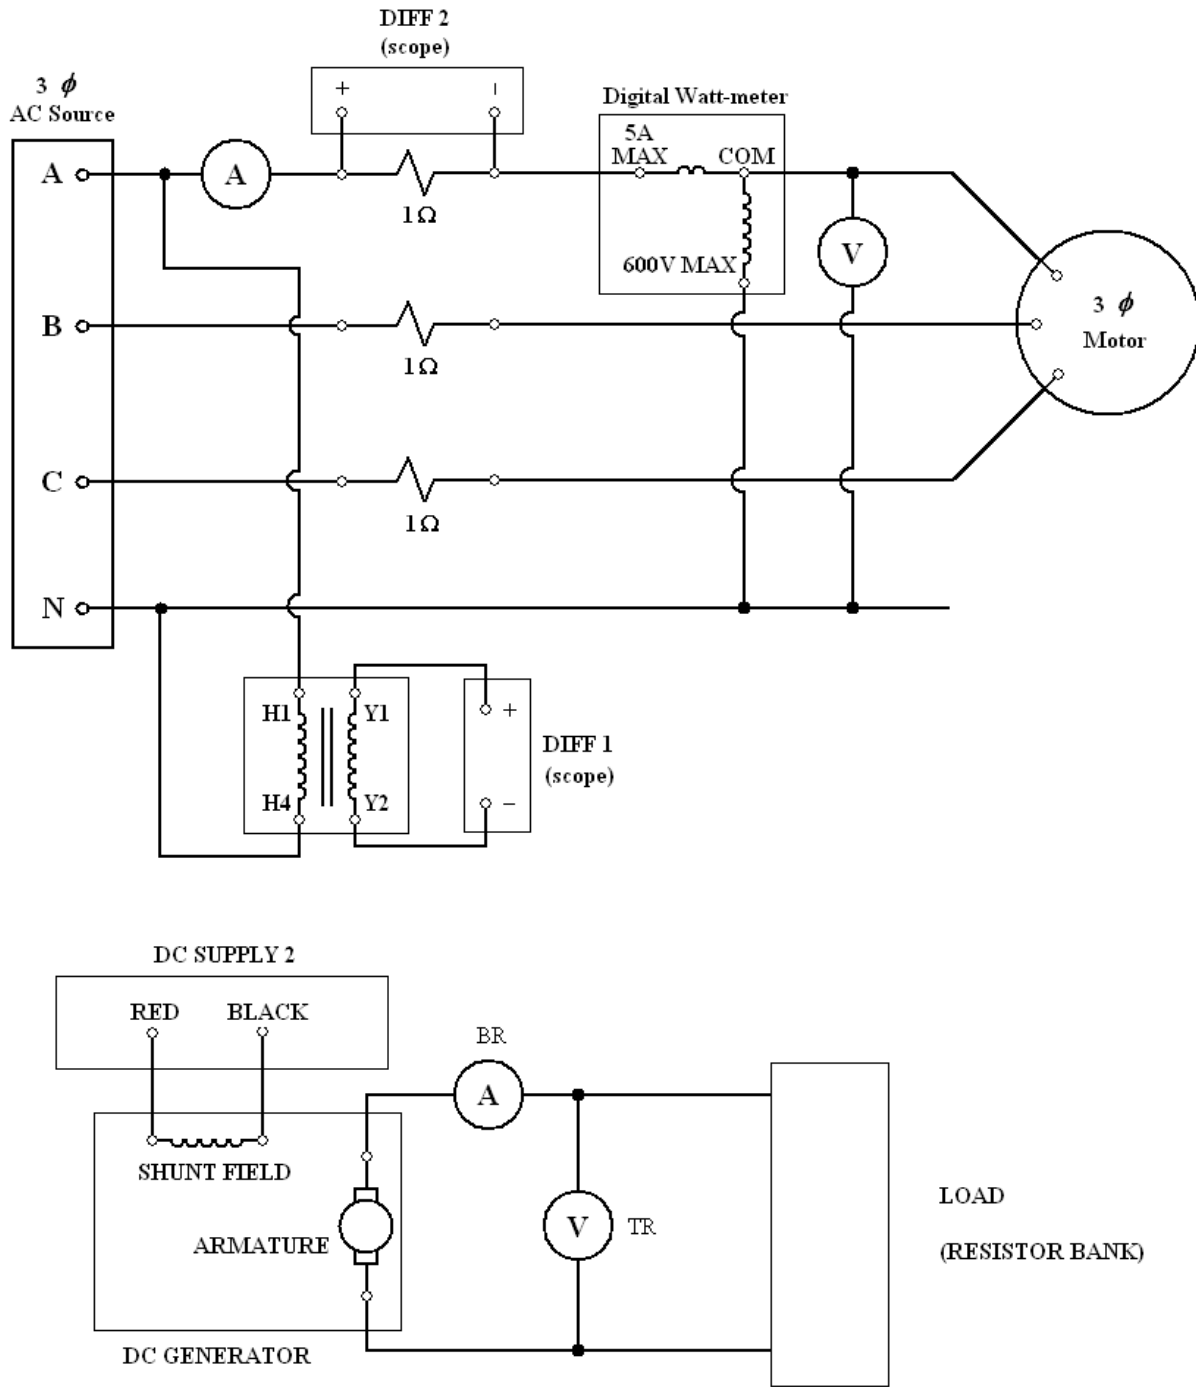 DIFF 2
(scope)
+ -
3 ϕ
AC Source
Digital Watt-meter
5A
MAX
COM
A
A
1Ω
600V MAX
V
B
1Ω
3 ϕ
Motor
C
1Ω
N
H1
Y1
+
DIFF 1
(scope)
H4
Y2
-
DC SUPPLY 2
RED
BLACK
BR
A
SHUNT FIELD
ARMATURE
V
TR
LOAD
(RESISTOR BANK)
DC GENERATOR